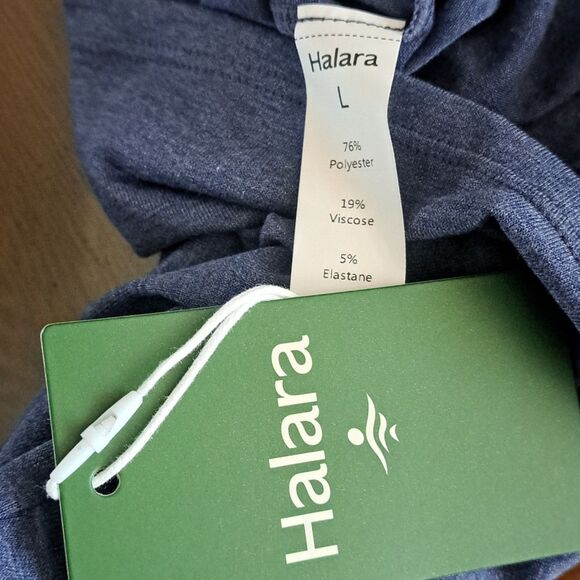 Halara
L
76%
Polyester
19%
Viscose
5%
Elastane
Halara